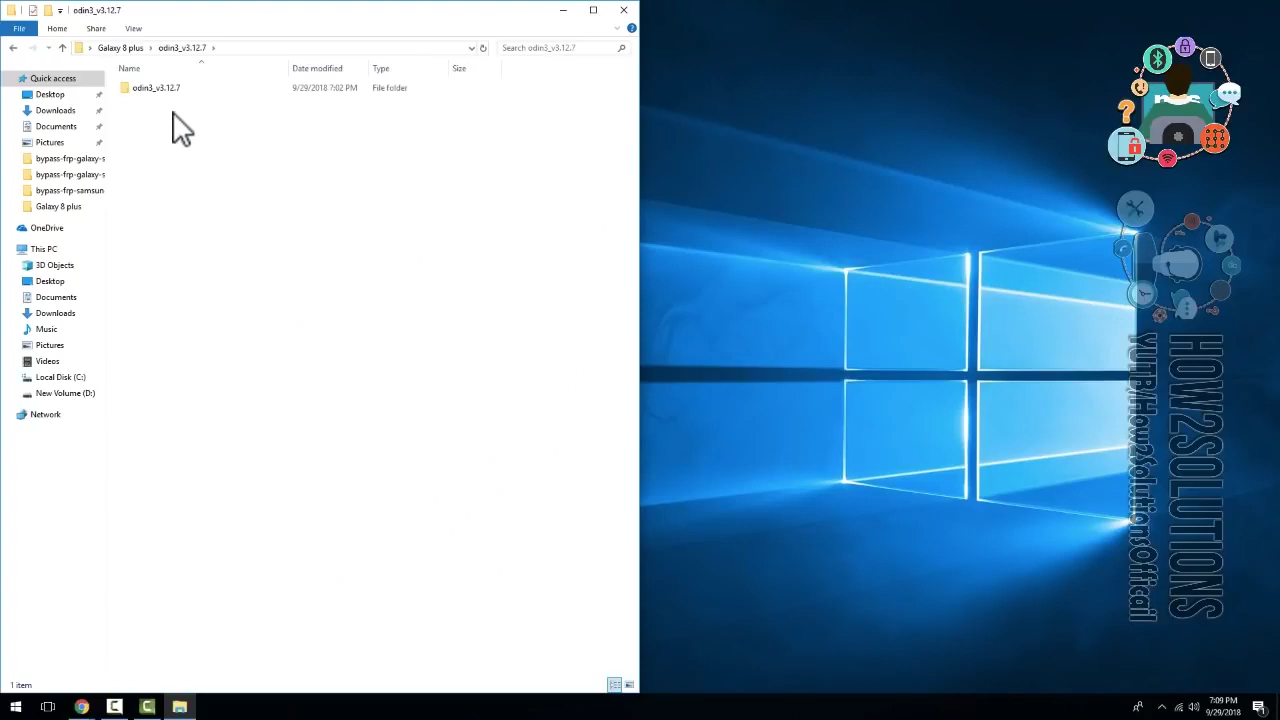 odin3_v3.12.7
File
Home
Share
View
Galaxy 8 plus
odin3_v3.12.7
Search odin3_v3.12.7
Name
Date modified
Type
Size
odin3_v3.12.7
9/29/2018 7:02 PM
File folder
Quick access
Desktop
Downloads
Documents
Pictures
bypass-frp-galaxy-s
bypass-frp-galaxy-s
bypass-frp-samsun
Galaxy 8 plus
OneDrive
This PC
3D Objects
Desktop
Documents
Downloads
Music
Pictures
Videos
Local Disk (C:)
New Volume (D:)
Network
HOW2SOLUTIONS
1 item
7:09 PM
9/29/2018